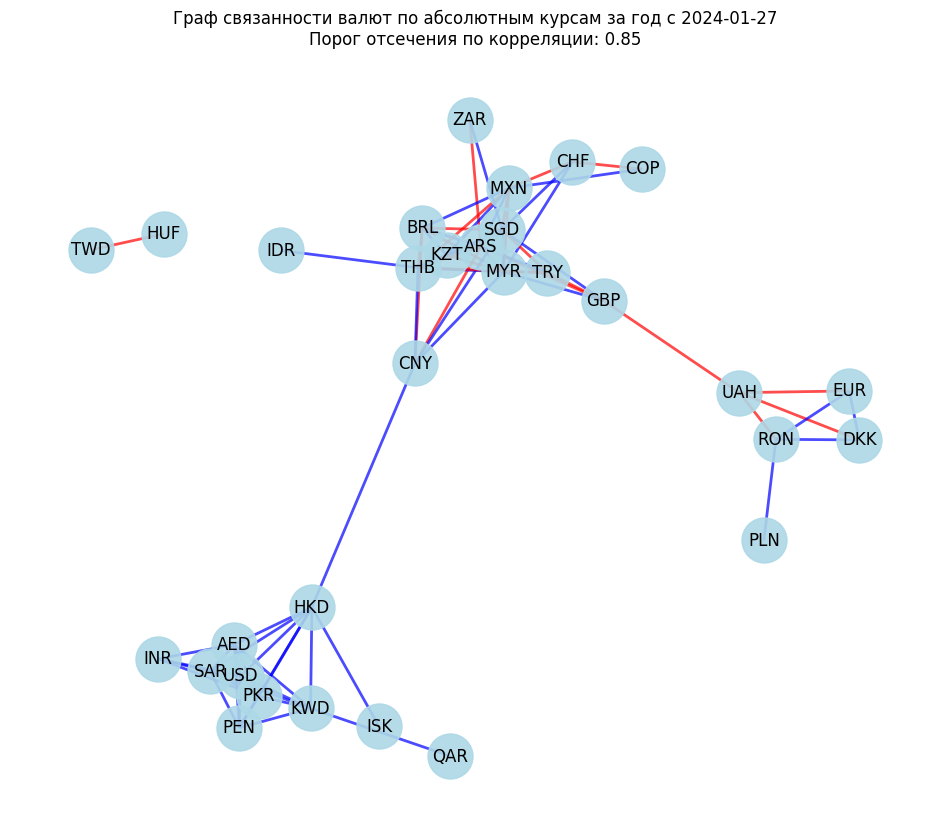 Граф связанности валют по абсолютным курсам за год с 2024-01-27
Порог отсечения по корреляции: 0.85
ZAR
CHF
COP
MXN
BRL
SGD
HUF
TWD
IDR
ARS
KZT
THB
MYR
TRY
GBP
CNY
UAH
EUR
RON
DKK
PLN
HKD
AED
INR
SAR
USD
PKR
KWD
PEN
ISK
QAR